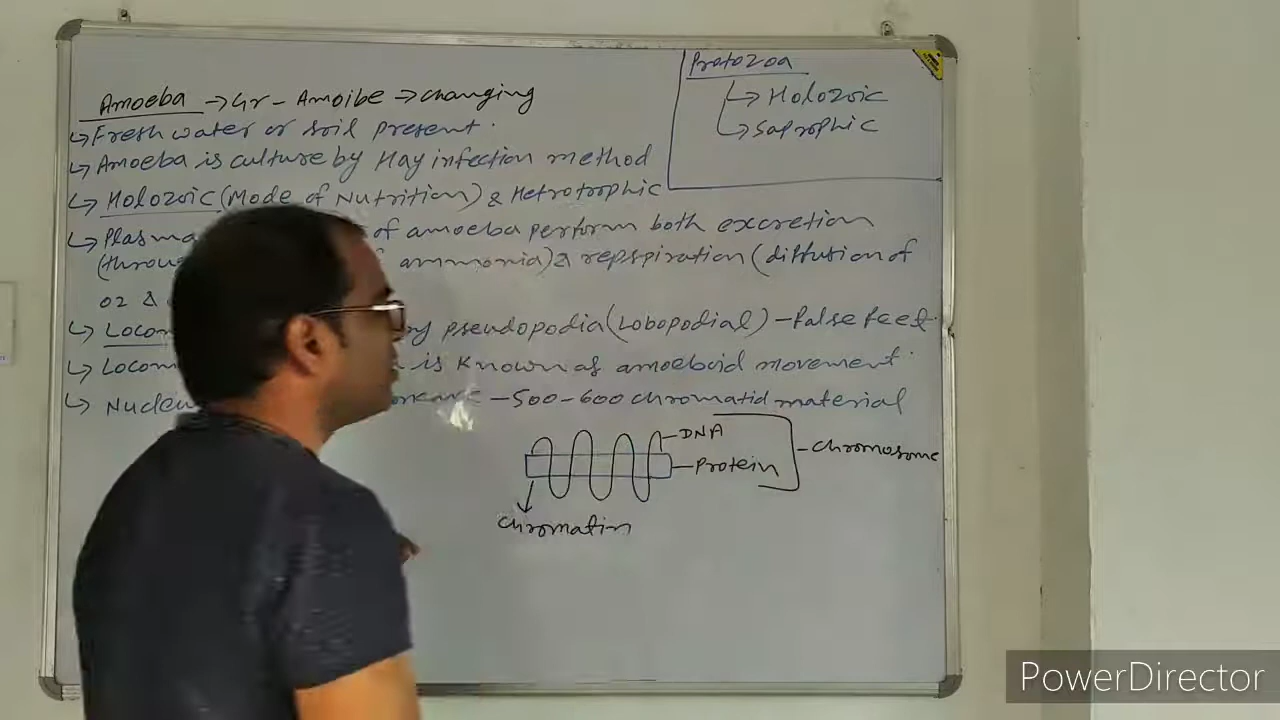 Amoeba → Gr - Amoibe → changing
↳ Fresh water or soil present.
↳ Amoeba is culture by Hay infection method
↳ Holozoic (Mode of Nutrition) & Hetrotrophic
↳ Plasma of amoeba perform both excretion
(throu ammonia) & repspiration (diffusion of
O2 &
↳ Locom by pseudopodia (Lobopodial) - false feet.
↳ Locom is known as amoeboid movement.
↳ Nucleu - 500-600 chromatid material
Protozoa
↳ Holozoic
↳ Saprophic
DNA
Protein
Chromosome
Chromatin
PowerDirector